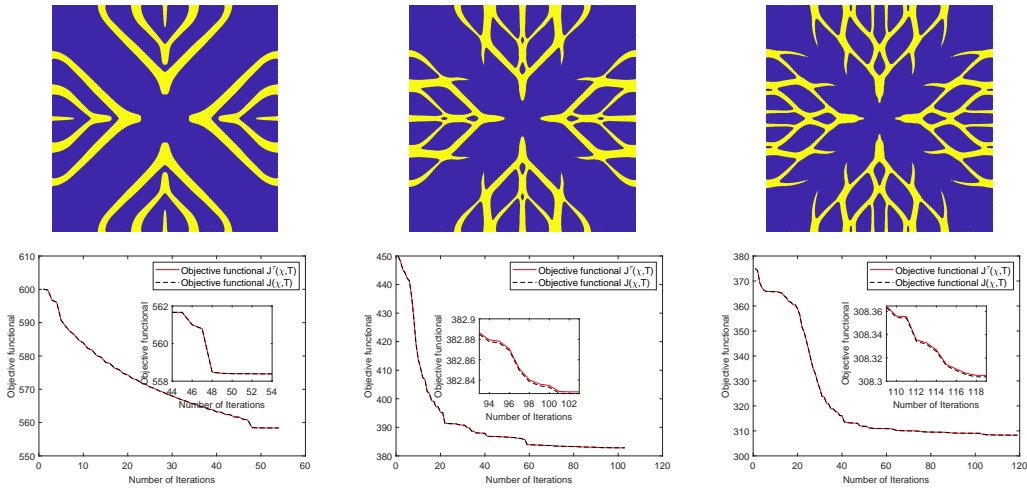 610
600
590
580
570
560
550
Objective functional
0 10 20 30 40 50 60
Number of Iterations
Objective functional J^τ(χ,T)
Objective functional J(χ,T)
562
560
558
Objective functional
44 46 48 50 52 54
Number of Iterations
450
440
430
420
410
400
390
380
Objective functional
0 20 40 60 80 100 120
Number of Iterations
Objective functional J^τ(χ,T)
Objective functional J(χ,T)
382.9
382.88
382.86
382.84
Objective functional
94 96 98 100 102
Number of Iterations
380
370
360
350
340
330
320
310
300
Objective functional
0 20 40 60 80 100 120
Number of Iterations
Objective functional J^τ(χ,T)
Objective functional J(χ,T)
308.36
308.34
308.32
308.3
Objective functional
110 112 114 116 118
Number of Iterations